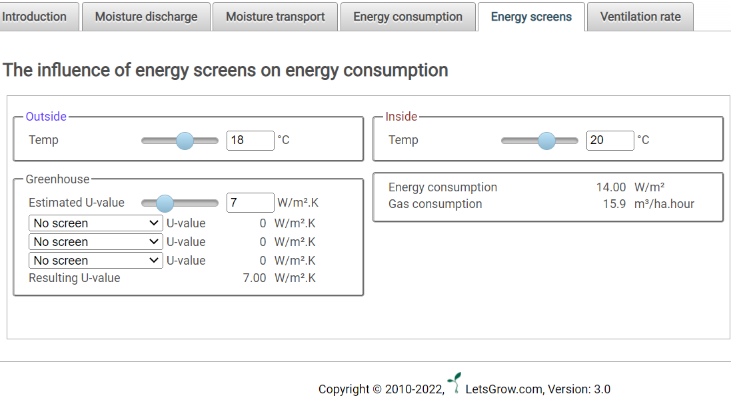 Introduction Moisture discharge Moisture transport Energy consumption Energy screens Ventilation rate
The influence of energy screens on energy consumption
Outside
Temp 18 °C
Inside
Temp 20 °C
Greenhouse
Estimated U-value 7 W/m².K
No screen U-value 0 W/m².K
No screen U-value 0 W/m².K
No screen U-value 0 W/m².K
Resulting U-value 7.00 W/m².K
Energy consumption 14.00 W/m²
Gas consumption 15.9 m³/ha.hour
Copyright © 2010-2022, LetsGrow.com, Version: 3.0